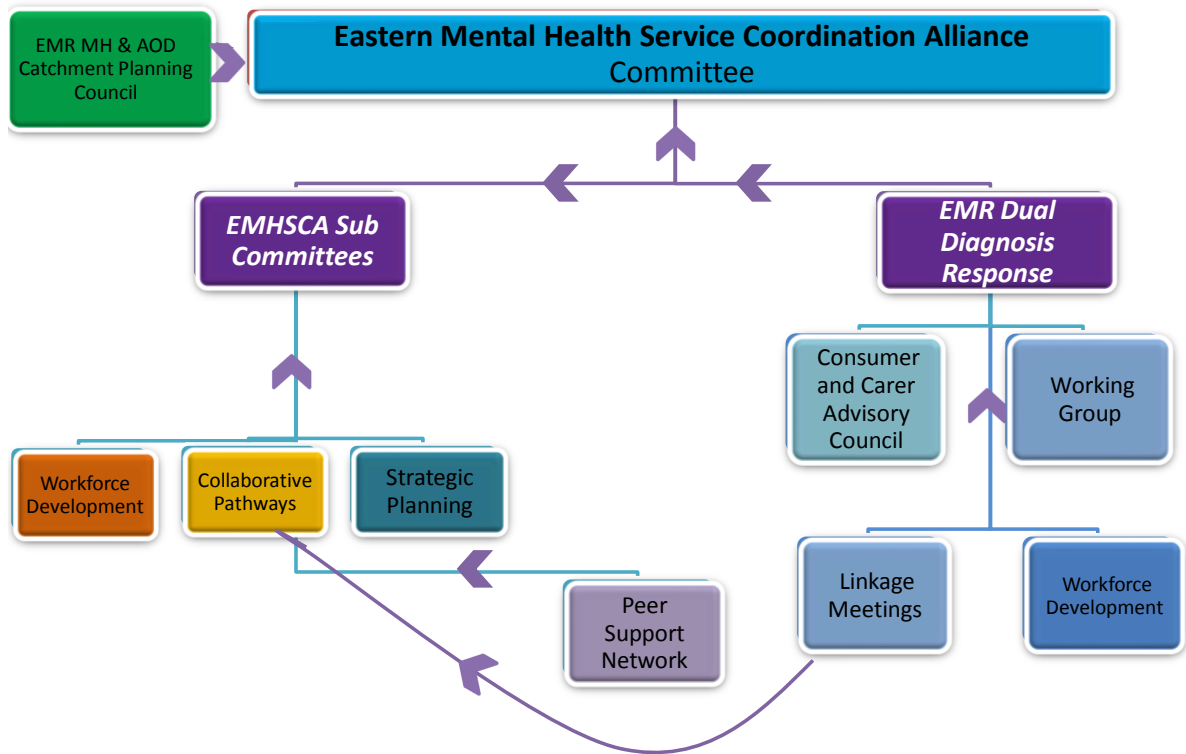 EMR MH & AOD
Catchment Planning
Council
Eastern Mental Health Service Coordination Alliance
Committee
EMHSCA Sub
Committees
EMR Dual
Diagnosis
Response
Consumer
and Carer
Advisory
Council
Working
Group
Workforce
Development
Collaborative
Pathways
Strategic
Planning
Linkage
Meetings
Workforce
Development
Peer
Support
Network